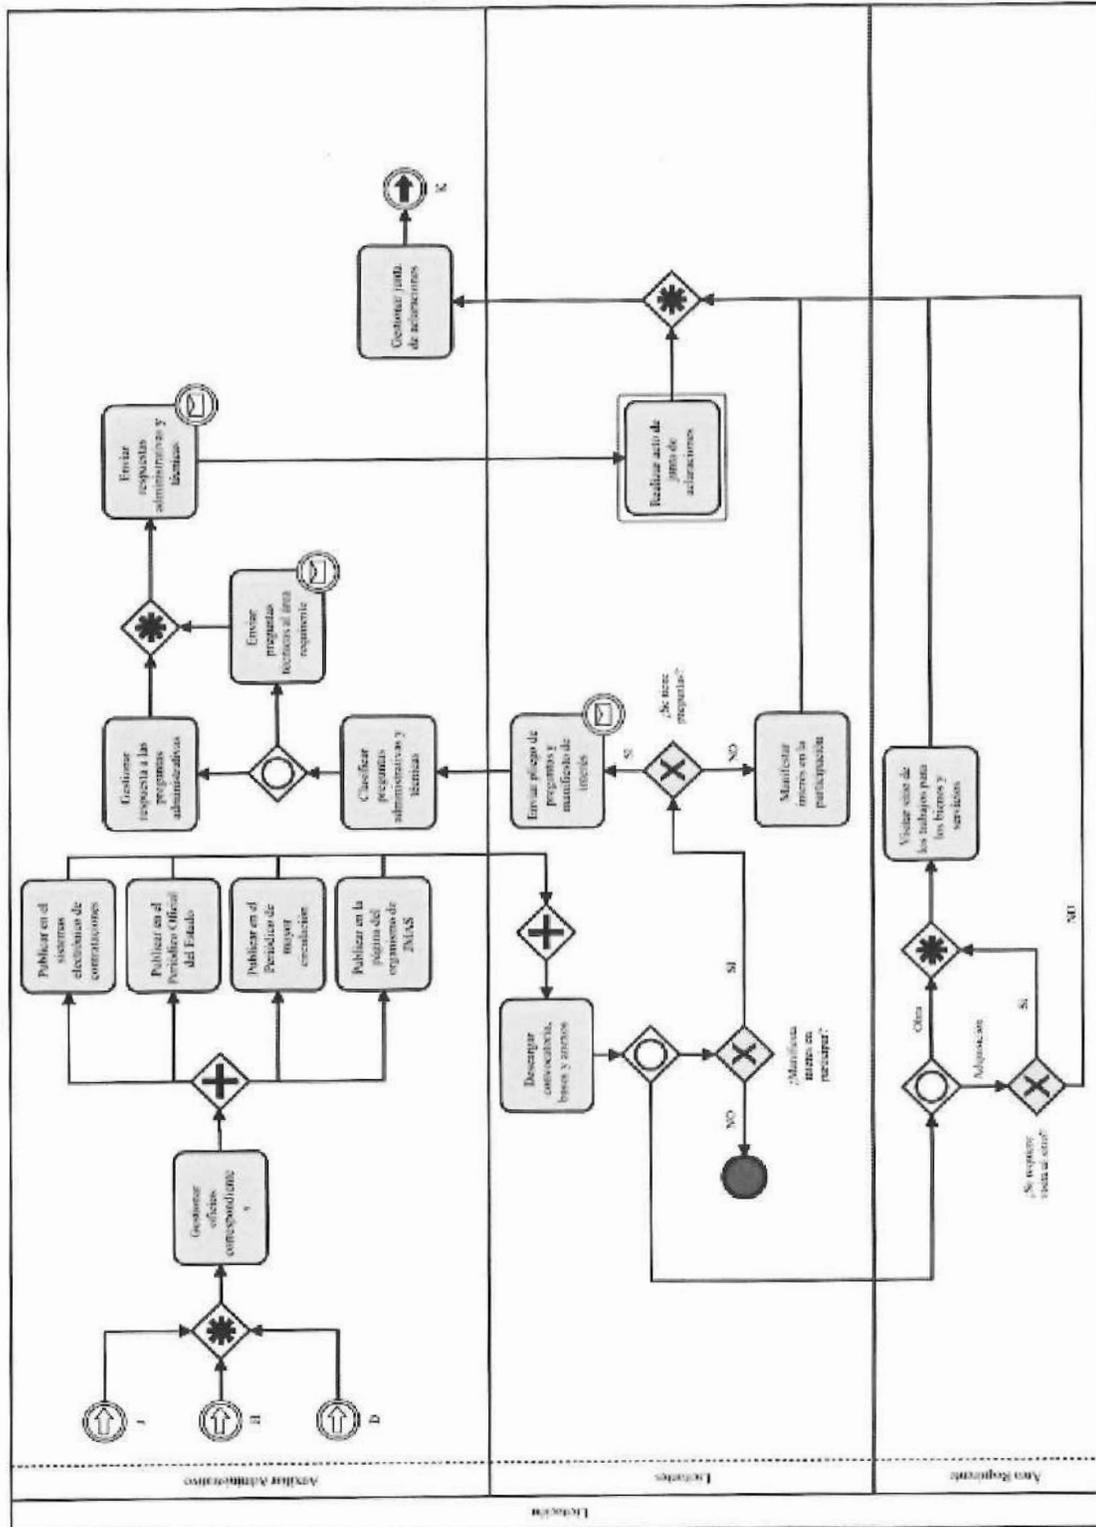 Licitación
Auxiliar Administrativo
Licitantes
Área Requirente
J
H
D
Gestionar
oficios
correspondiente
s
Publicar en el
sistemas
electrónico de
contrataciones
Publicar en el
Periódico Oficial
del Estado
Publicar en el
Periódico de
mayor
circulación
Publicar en la
página del
organismo de
JMAS
Descargar
convocatoria,
bases y anexos
¿Manifiesta
interés en
participar?
NO
SI
¿Se tiene
preguntas?
SI
NO
Enviar pliego de
preguntas y
manifiesto de
interés
Manifestar
interés en la
participación
Clasificar
preguntas
administrativas y
técnicas
Gestionar
respuesta a las
preguntas
administrativas
Enviar
preguntas
técnicas al área
requirente
Enviar
respuestas
administrativas y
técnicas
Realizar acto de
junta de
aclaraciones
Gestionar junta
de aclaraciones
K
Obra
Adquisición
¿Se requiere
visita al sitio?
SI
NO
Visitar sitio de
los trabajos para
los bienes y
servicios